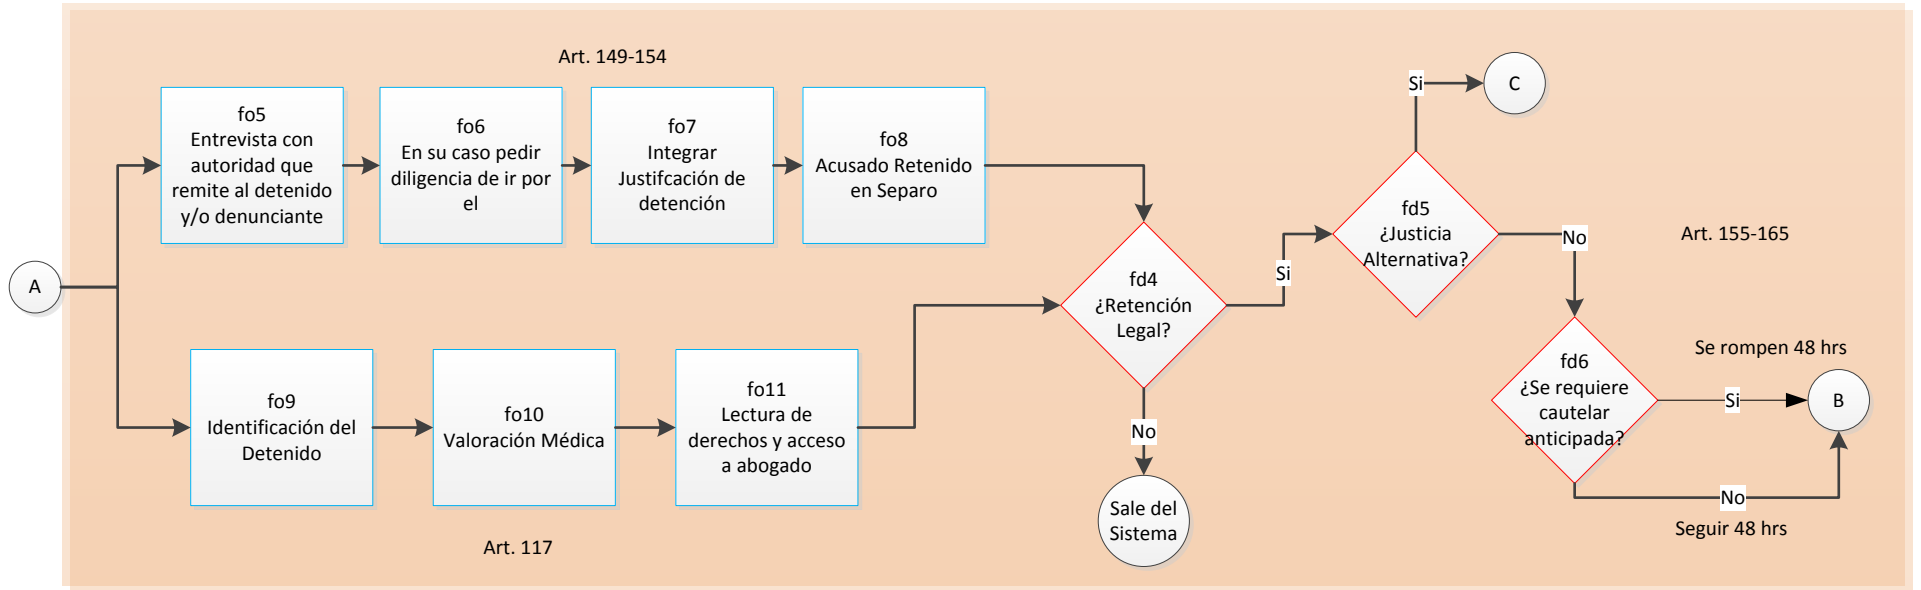 Art. 149-154
A
fo5
Entrevista con
autoridad que
remite al detenido
y/o denunciante
fo6
En su caso pedir
diligencia de ir por
el
fo7
Integrar
Justifcación de
detención
fo8
Acusado Retenido
en Separo
fo9
Identificación del
Detenido
fo10
Valoración Médica
fo11
Lectura de
derechos y acceso
a abogado
Art. 117
fd4
¿Retención
Legal?
No
Sale del
Sistema
Si
fd5
¿Justicia
Alternativa?
Si
C
No
Art. 155-165
fd6
¿Se requiere
cautelar
anticipada?
Se rompen 48 hrs
Si
B
No
Seguir 48 hrs